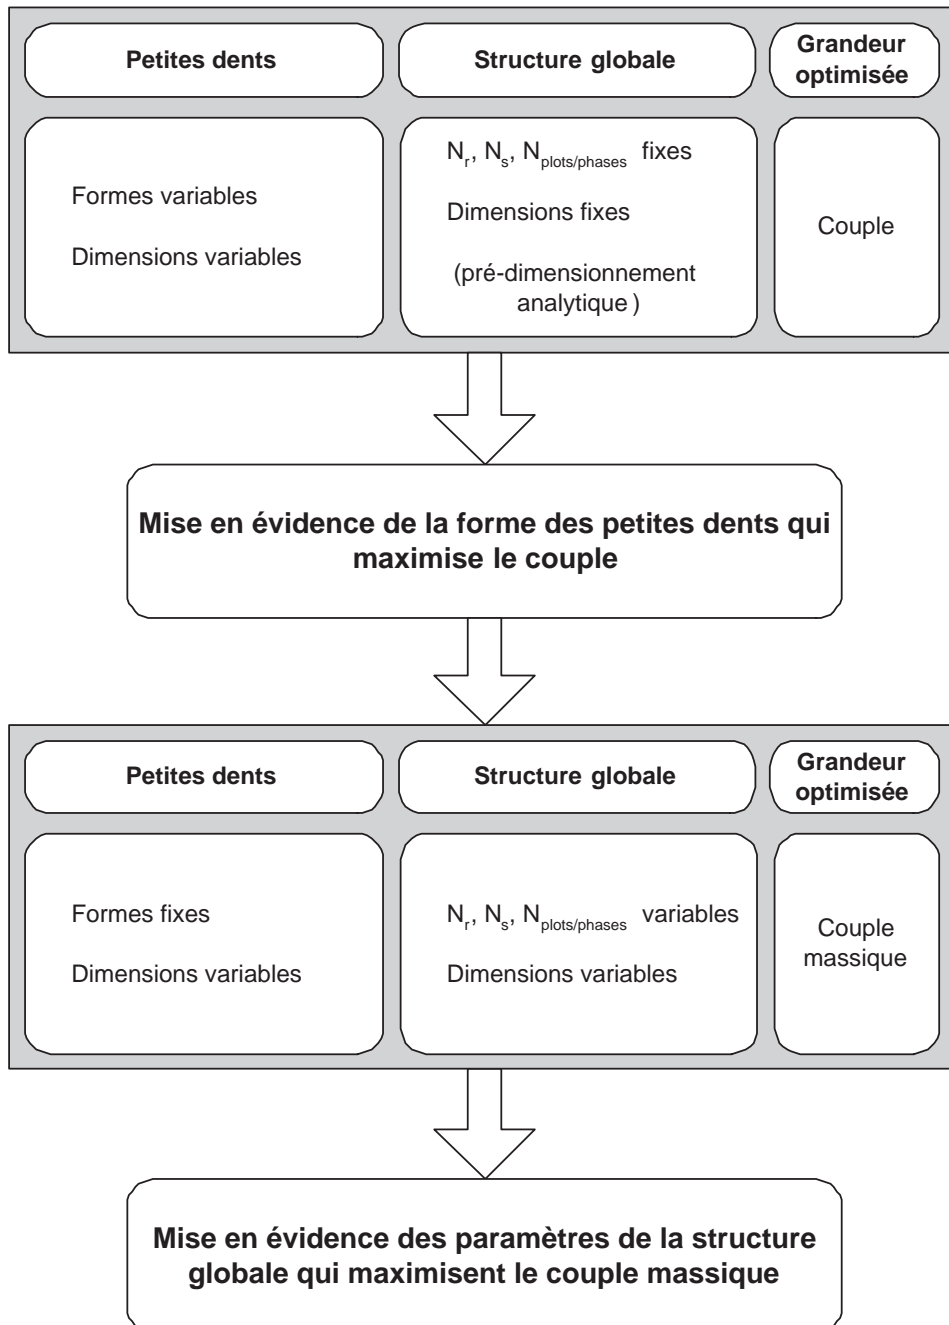 Petites dents
Structure globale
Grandeur
optimisée
Formes variables
Dimensions variables
N_r, N_s, N_plots/phases fixes
Dimensions fixes
(pré-dimensionnement
analytique )
Couple
Mise en évidence de la forme des petites dents qui
maximise le couple
Petites dents
Structure globale
Grandeur
optimisée
Formes fixes
Dimensions variables
N_r, N_s, N_plots/phases variables
Dimensions variables
Couple
massique
Mise en évidence des paramètres de la structure
globale qui maximisent le couple massique